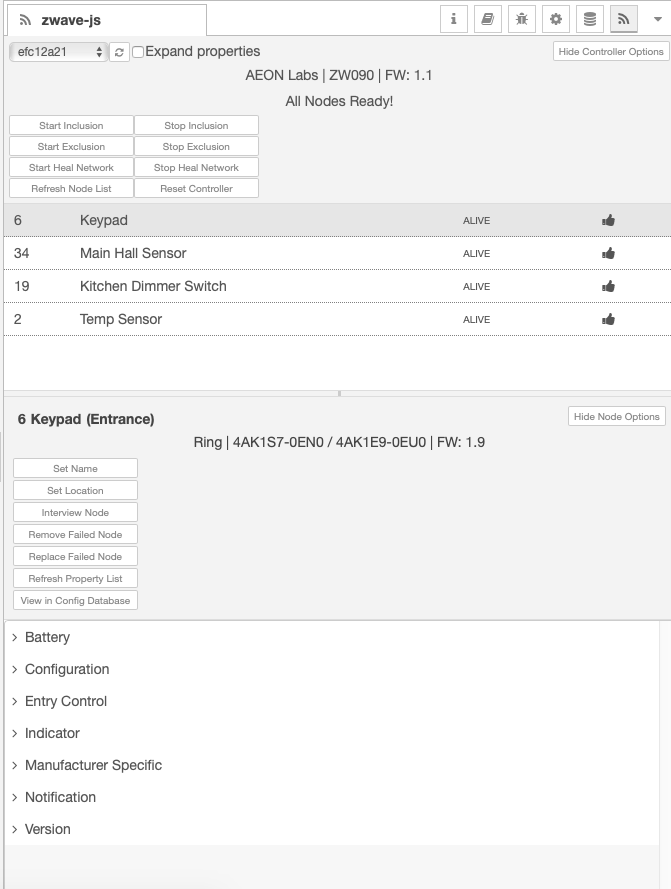 zwave-js
efc12a21 Expand properties Hide Controller Options
AEON Labs | ZW090 | FW: 1.1
All Nodes Ready!
Start Inclusion Stop Inclusion
Start Exclusion Stop Exclusion
Start Heal Network Stop Heal Network
Refresh Node List Reset Controller
6 Keypad ALIVE
34 Main Hall Sensor ALIVE
19 Kitchen Dimmer Switch ALIVE
2 Temp Sensor ALIVE
6 Keypad (Entrance) Hide Node Options
Ring | 4AK1S7-0EN0 / 4AK1E9-0EU0 | FW: 1.9
Set Name
Set Location
Interview Node
Remove Failed Node
Replace Failed Node
Refresh Property List
View in Config Database
Battery
Configuration
Entry Control
Indicator
Manufacturer Specific
Notification
Version